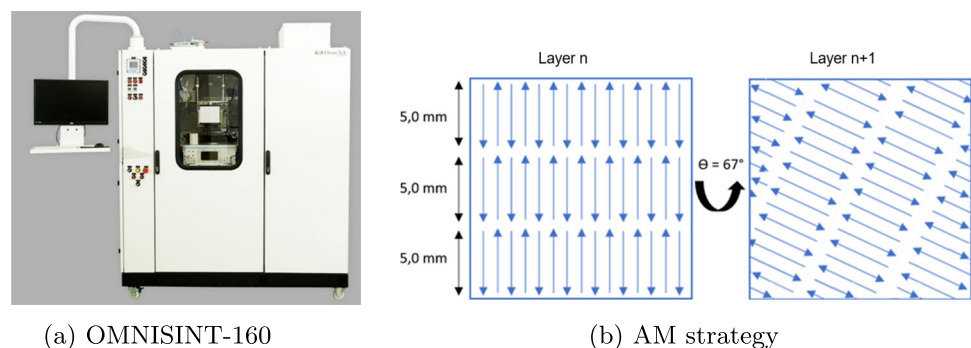 Layer n
Layer n+1
5,0 mm
5,0 mm
5,0 mm
Θ = 67°
(a) OMNISINT-160
(b) AM strategy